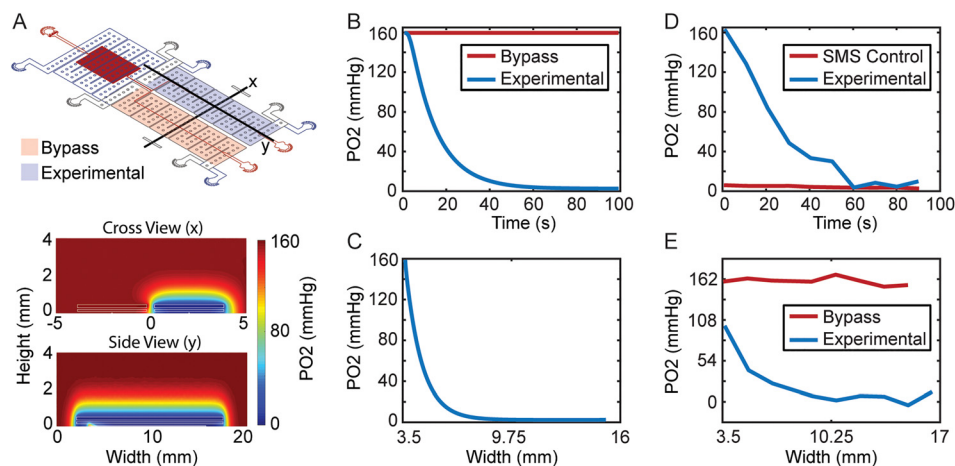 A
x
y
Bypass
Experimental
Cross View (x)
4
2
0
-5 0 5
Height (mm)
Side View (y)
4
2
0
0 10 20
Width (mm)
160
80
0
PO2 (mmHg)
B
160
120
80
40
0
PO2 (mmHg)
Bypass
Experimental
0 20 40 60 80 100
Time (s)
C
160
120
80
40
0
PO2 (mmHg)
3.5 9.75 16
Width (mm)
D
160
120
80
40
0
PO2 (mmHg)
SMS Control
Experimental
0 20 40 60 80 100
Time (s)
E
162
108
54
0
PO2 (mmHg)
Bypass
Experimental
3.5 10.25 17
Width (mm)